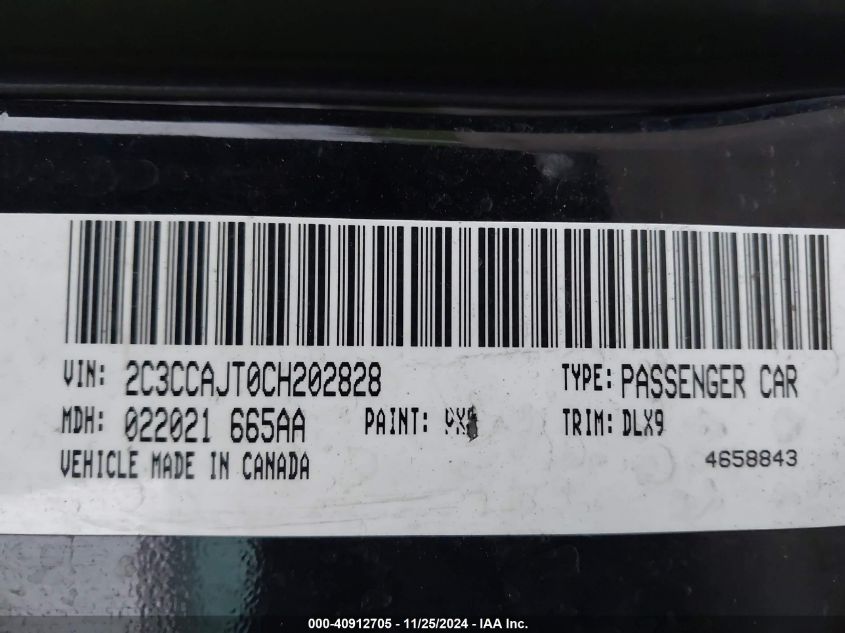 VIN: 2C3CCAJT0CH202828 TYPE: PASSENGER CAR
MDH: 022021 665AA PAINT: TRIM: DLX9
VEHICLE MADE IN CANADA 4658843
000-40912705 - 11/25/2024 - IAA Inc.